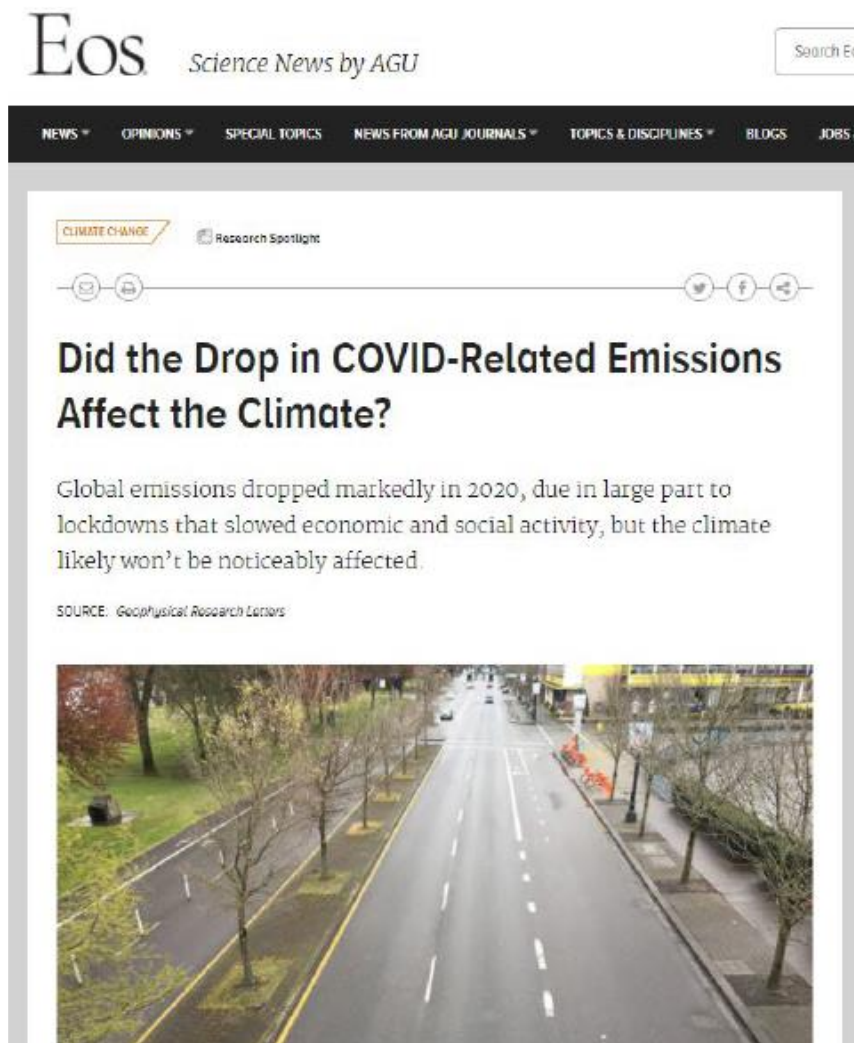 Eos
Science News by AGU
Search Eo
NEWS
OPINIONS
SPECIAL TOPICS
NEWS FROM AGU JOURNALS
TOPICS & DISCIPLINES
BLOGS
JOBS
CLIMATE CHANGE
Research Spotlight
Did the Drop in COVID-Related Emissions
Affect the Climate?
Global emissions dropped markedly in 2020, due in large part to
lockdowns that slowed economic and social activity, but the climate
likely won't be noticeably affected.
SOURCE: Geophysical Research Letters